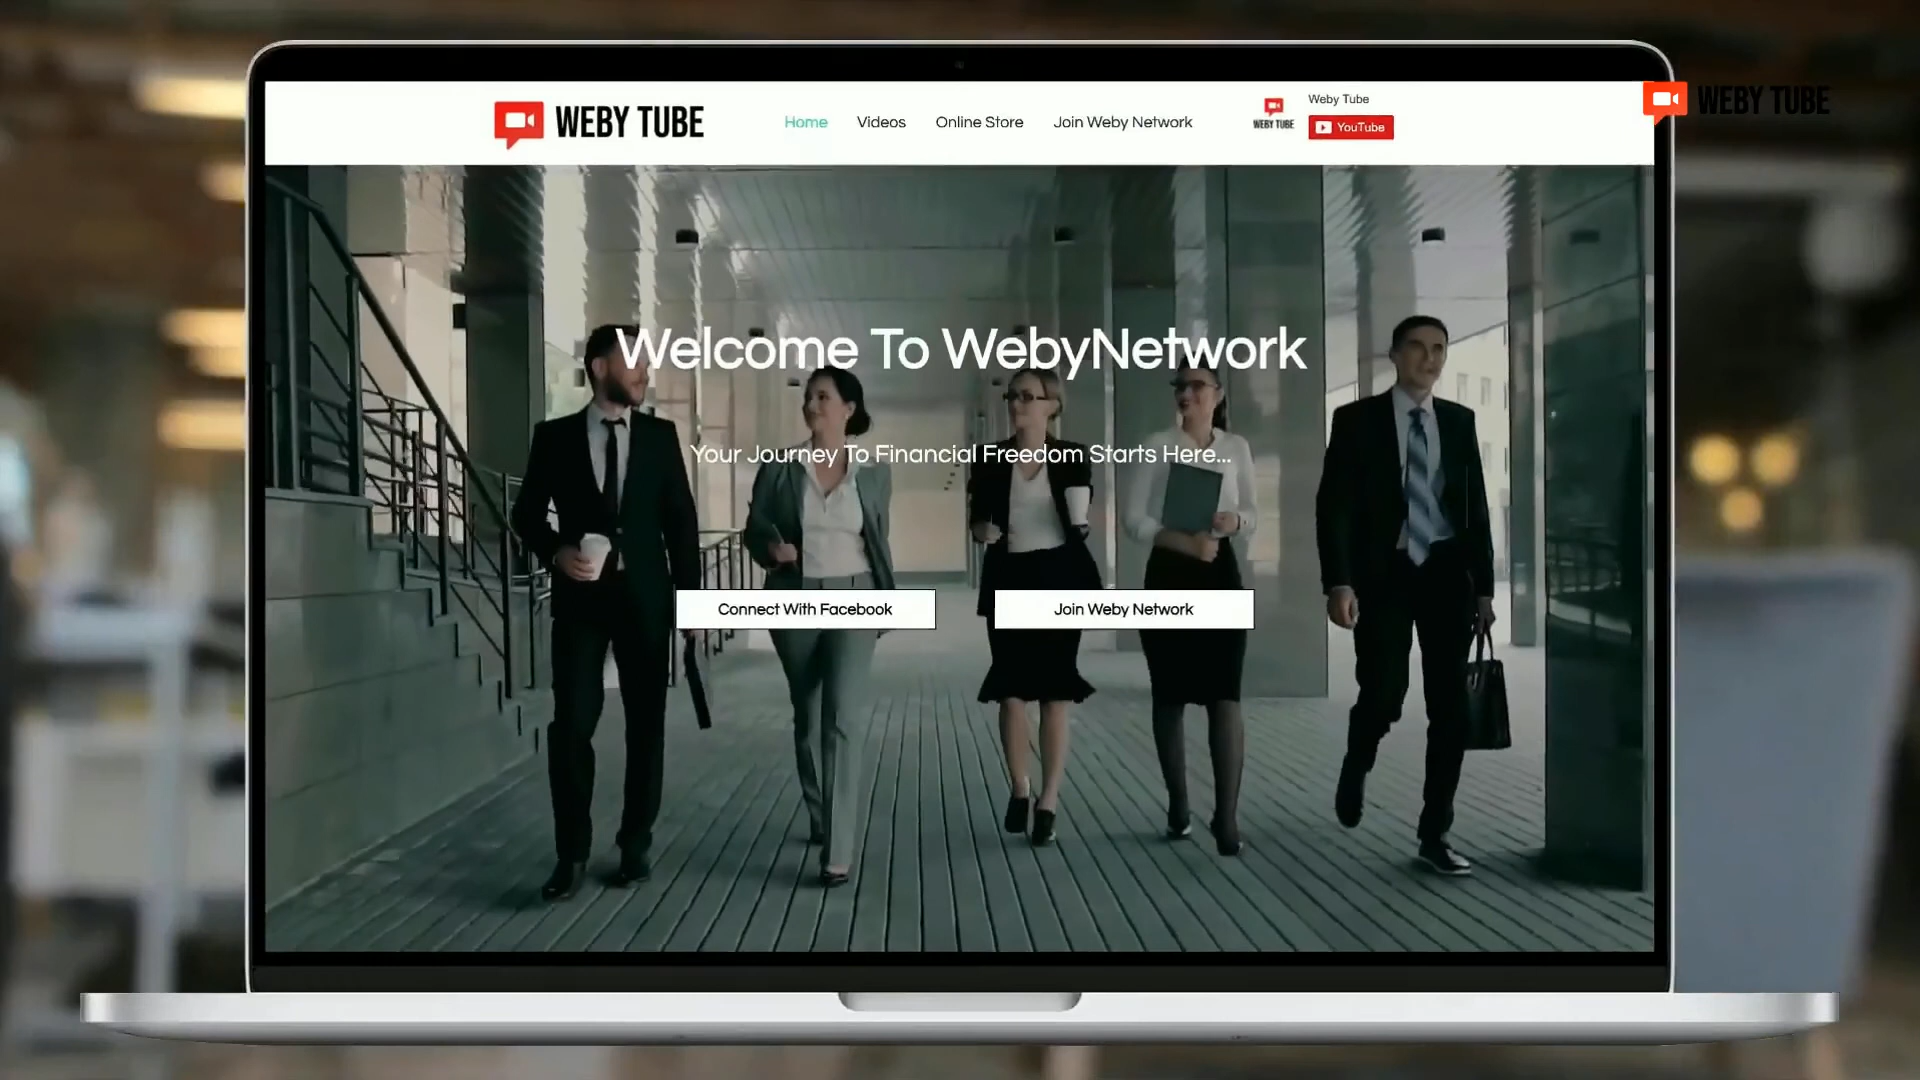 WEBY TUBE
Home
Videos
Online Store
Join Weby Network
WEBY TUBE
Weby Tube
YouTube
WEBY TUBE
Welcome To WebyNetwork
Your Journey To Financial Freedom Starts Here...
Connect With Facebook
Join Weby Network